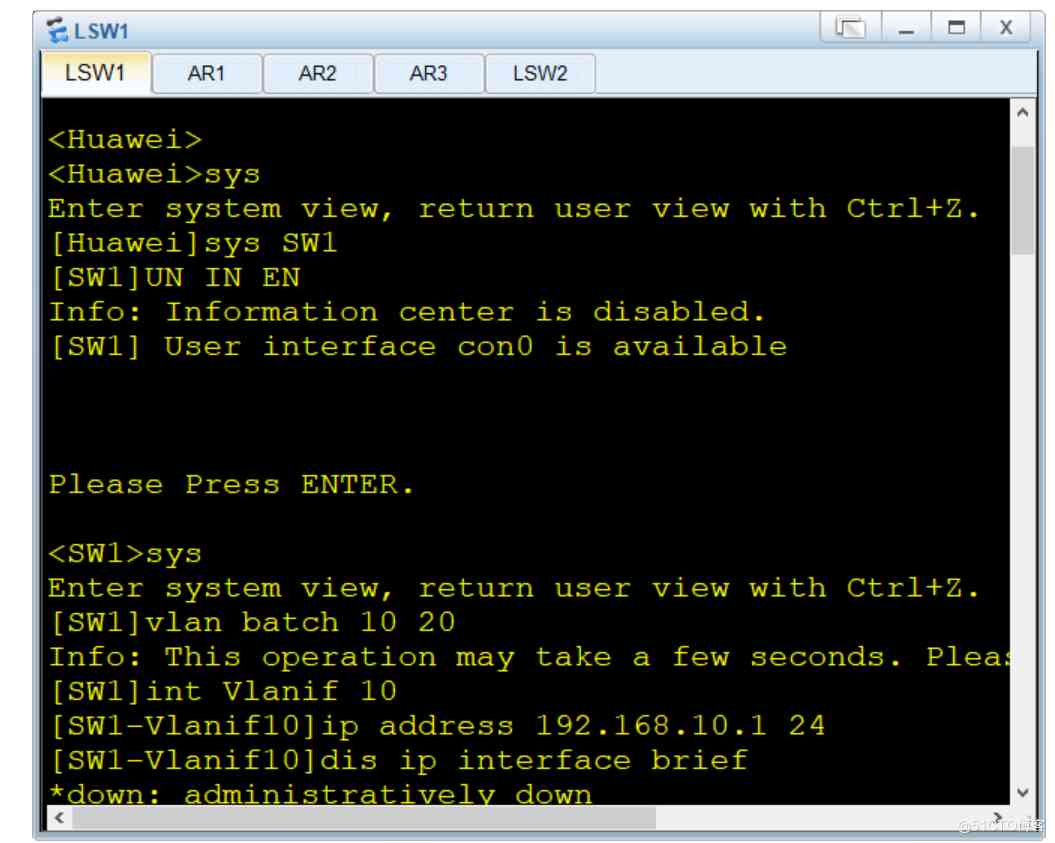 LSW1
LSW1 AR1 AR2 AR3 LSW2
<Huawei>
<Huawei>sys
Enter system view, return user view with Ctrl+Z.
[Huawei]sys SW1
[SW1]UN IN EN
Info: Information center is disabled.
[SW1] User interface con0 is available
Please Press ENTER.
<SW1>sys
Enter system view, return user view with Ctrl+Z.
[SW1]vlan batch 10 20
Info: This operation may take a few seconds. Pleas
[SW1]int Vlanif 10
[SW1-Vlanif10]ip address 192.168.10.1 24
[SW1-Vlanif10]dis ip interface brief
*down: administratively down
@51CTO博客